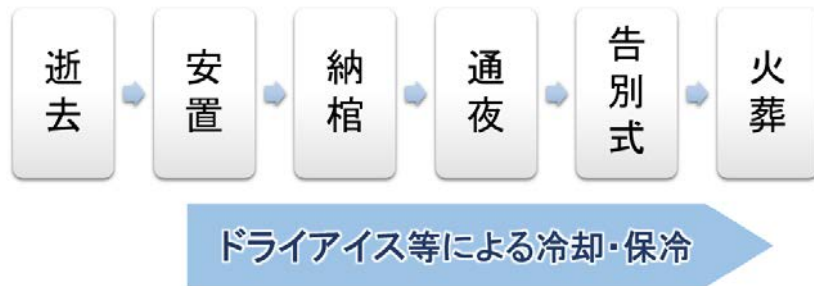 逝去
安置
納棺
通夜
告別式
火葬
ドライアイス等による冷却・保冷